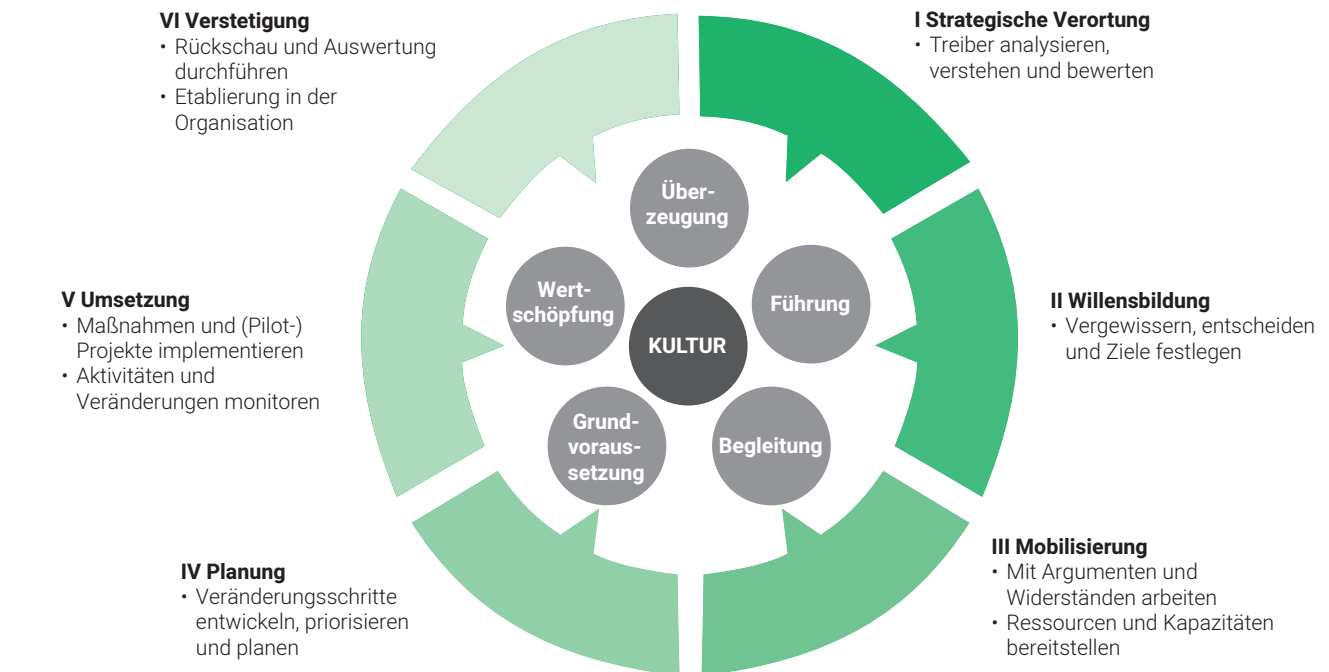 VI Verstetigung
• Rückschau und Auswertung
durchführen
• Etablierung in der
Organisation
I Strategische Verortung
• Treiber analysieren,
verstehen und bewerten
Über-
zeugung
Wert-
schöpfung
Führung
KULTUR
Grund-
voraus-
setzung
Begleitung
V Umsetzung
• Maßnahmen und (Pilot-)
Projekte implementieren
• Aktivitäten und
Veränderungen monitoren
II Willensbildung
• Vergewissern, entscheiden
und Ziele festlegen
IV Planung
• Veränderungsschritte
entwickeln, priorisieren
und planen
III Mobilisierung
• Mit Argumenten und
Widerständen arbeiten
• Ressourcen und Kapazitäten
bereitstellen